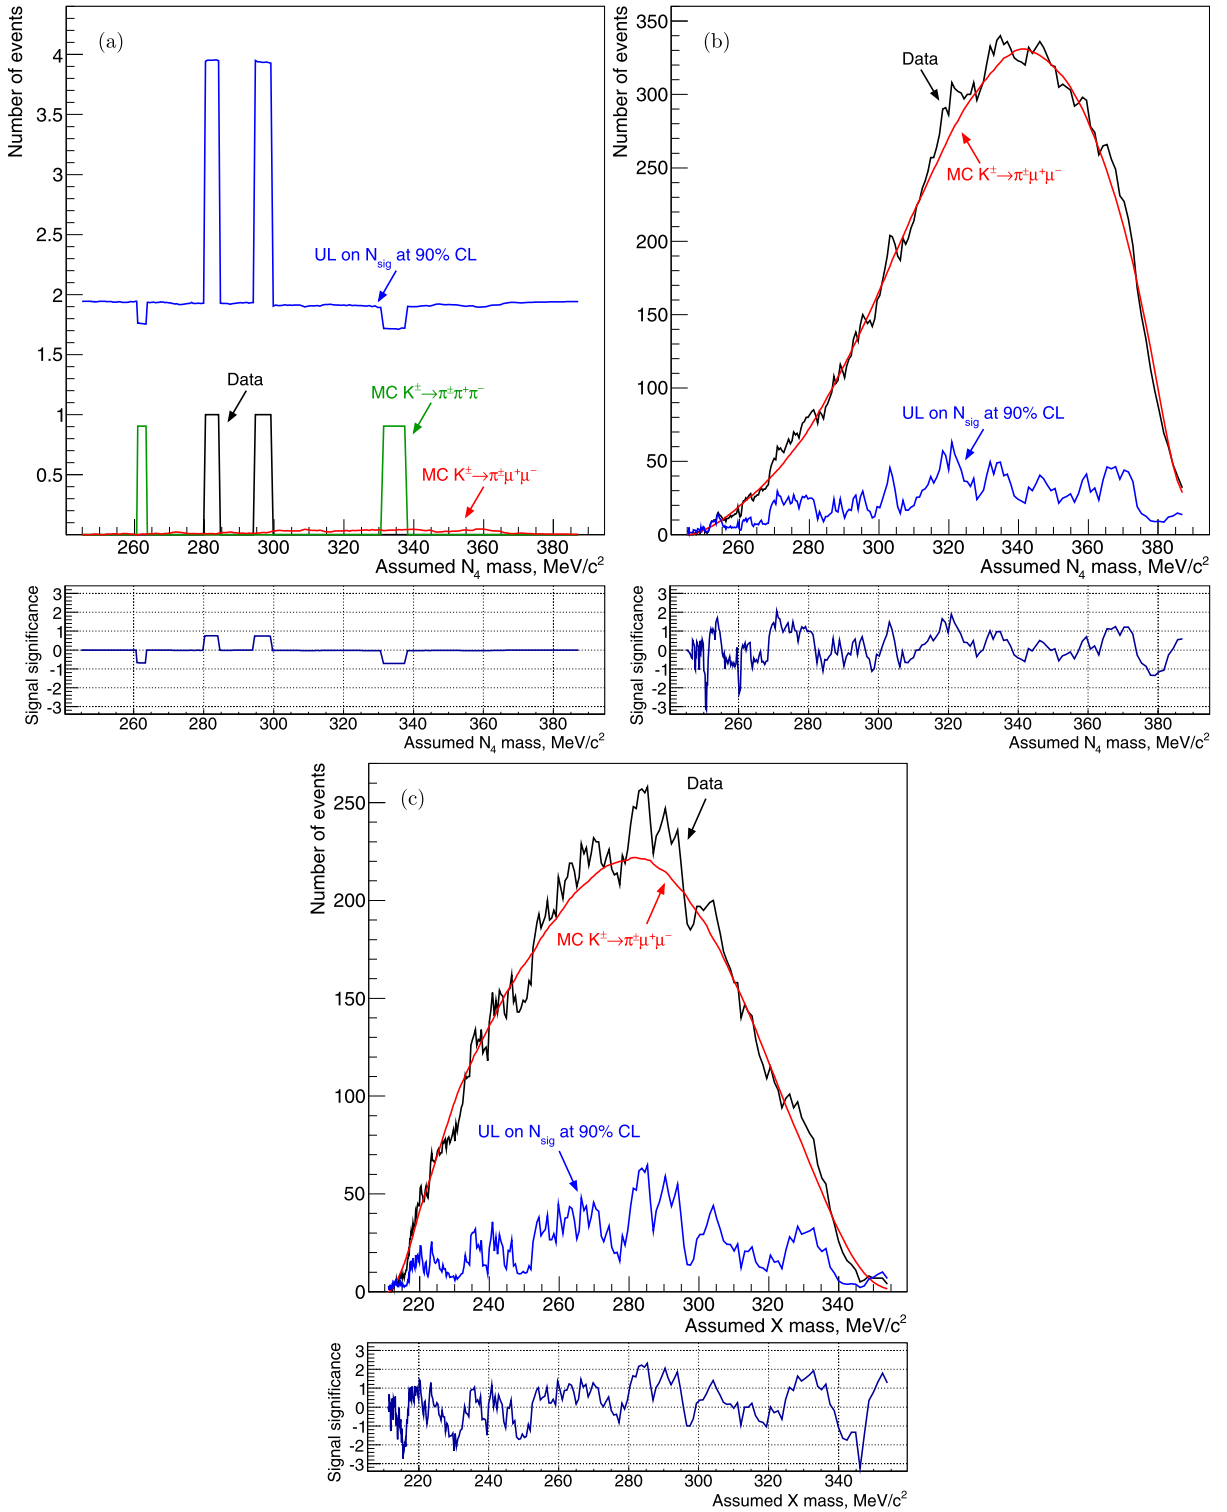 (a)
Number of events
4
3.5
3
2.5
2
1.5
1
0.5
UL on N_sig at 90% CL
Data
MC K±→π±π+π−
MC K±→π±μ+μ−
260 280 300 320 340 360 380
Assumed N4 mass, MeV/c²
Signal significance
3
2
1
0
-1
-2
-3
260 280 300 320 340 360 380
Assumed N4 mass, MeV/c²
(b)
Number of events
350
300
250
200
150
100
50
0
Data
MC K±→π±μ+μ−
UL on N_sig at 90% CL
260 280 300 320 340 360 380
Assumed N4 mass, MeV/c²
Signal significance
3
2
1
0
-1
-2
-3
260 280 300 320 340 360 380
Assumed N4 mass, MeV/c²
(c)
Number of events
250
200
150
100
50
0
Data
MC K±→π±μ+μ−
UL on N_sig at 90% CL
220 240 260 280 300 320 340
Assumed X mass, MeV/c²
Signal significance
3
2
1
0
-1
-2
-3
220 240 260 280 300 320 340
Assumed X mass, MeV/c²